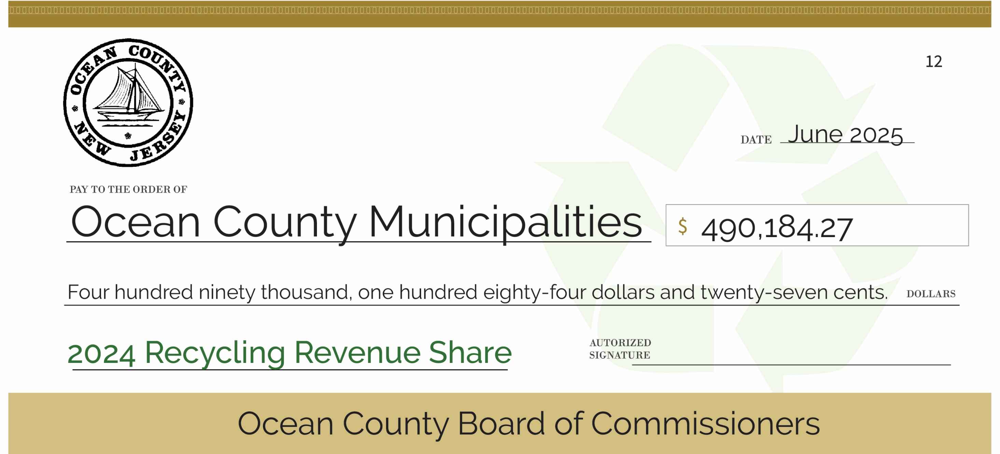 OCEAN COUNTY
NEW JERSEY
12
DATE June 2025
PAY TO THE ORDER OF
Ocean County Municipalities $ 490,184.27
Four hundred ninety thousand, one hundred eighty-four dollars and twenty-seven cents. DOLLARS
2024 Recycling Revenue Share
AUTORIZED
SIGNATURE
Ocean County Board of Commissioners